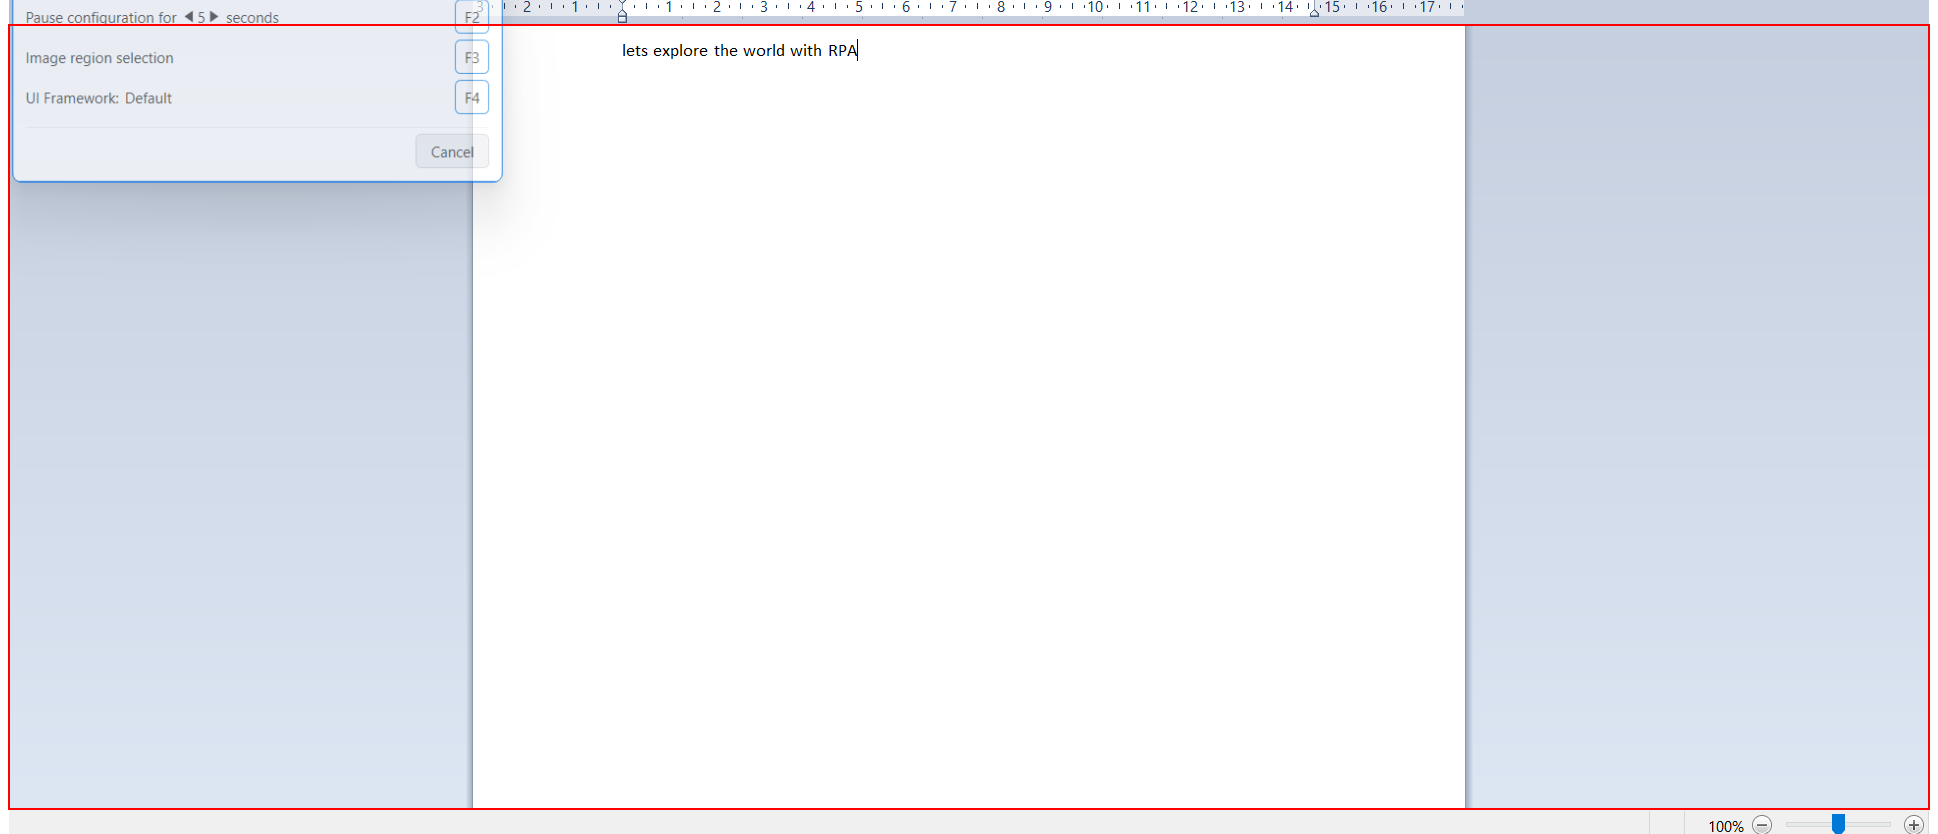 Pause configuration for 5 seconds F2
Image region selection F3
UI Framework: Default F4
Cancel
3 2 1 1 2 3 4 5 6 7 8 9 10 11 12 13 14 15 16 17
lets explore the world with RPA
100%